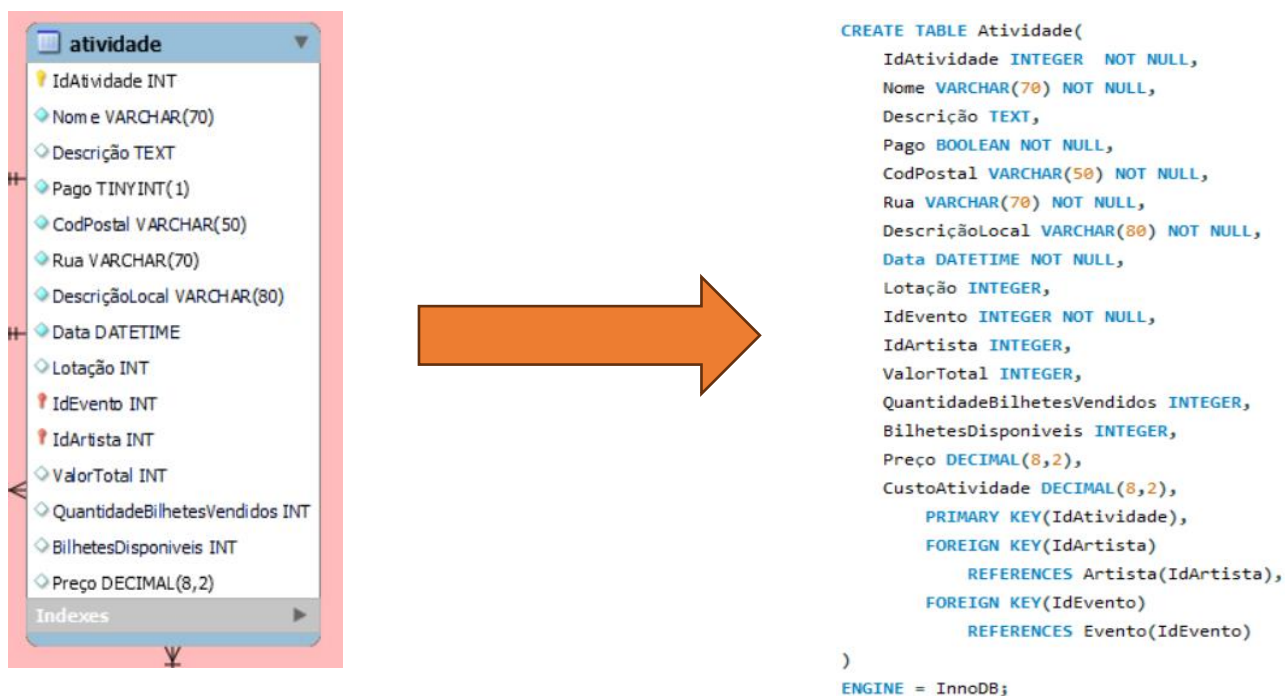 atividade
IdAtividade INT
Nome VARCHAR(70)
Descrição TEXT
Pago TINYINT(1)
CodPostal VARCHAR(50)
Rua VARCHAR(70)
DescriçãoLocal VARCHAR(80)
Data DATETIME
Lotação INT
IdEvento INT
IdArtista INT
ValorTotal INT
QuantidadeBilhetesVendidos INT
BilhetesDisponiveis INT
Preço DECIMAL(8,2)
Indexes
CREATE TABLE Atividade(
IdAtividade INTEGER NOT NULL,
Nome VARCHAR(70) NOT NULL,
Descrição TEXT,
Pago BOOLEAN NOT NULL,
CodPostal VARCHAR(50) NOT NULL,
Rua VARCHAR(70) NOT NULL,
DescriçãoLocal VARCHAR(80) NOT NULL,
Data DATETIME NOT NULL,
Lotação INTEGER,
IdEvento INTEGER NOT NULL,
IdArtista INTEGER,
ValorTotal INTEGER,
QuantidadeBilhetesVendidos INTEGER,
BilhetesDisponiveis INTEGER,
Preço DECIMAL(8,2),
CustoAtividade DECIMAL(8,2),
PRIMARY KEY(IdAtividade),
FOREIGN KEY(IdArtista)
REFERENCES Artista(IdArtista),
FOREIGN KEY(IdEvento)
REFERENCES Evento(IdEvento)
)
ENGINE = InnoDB;